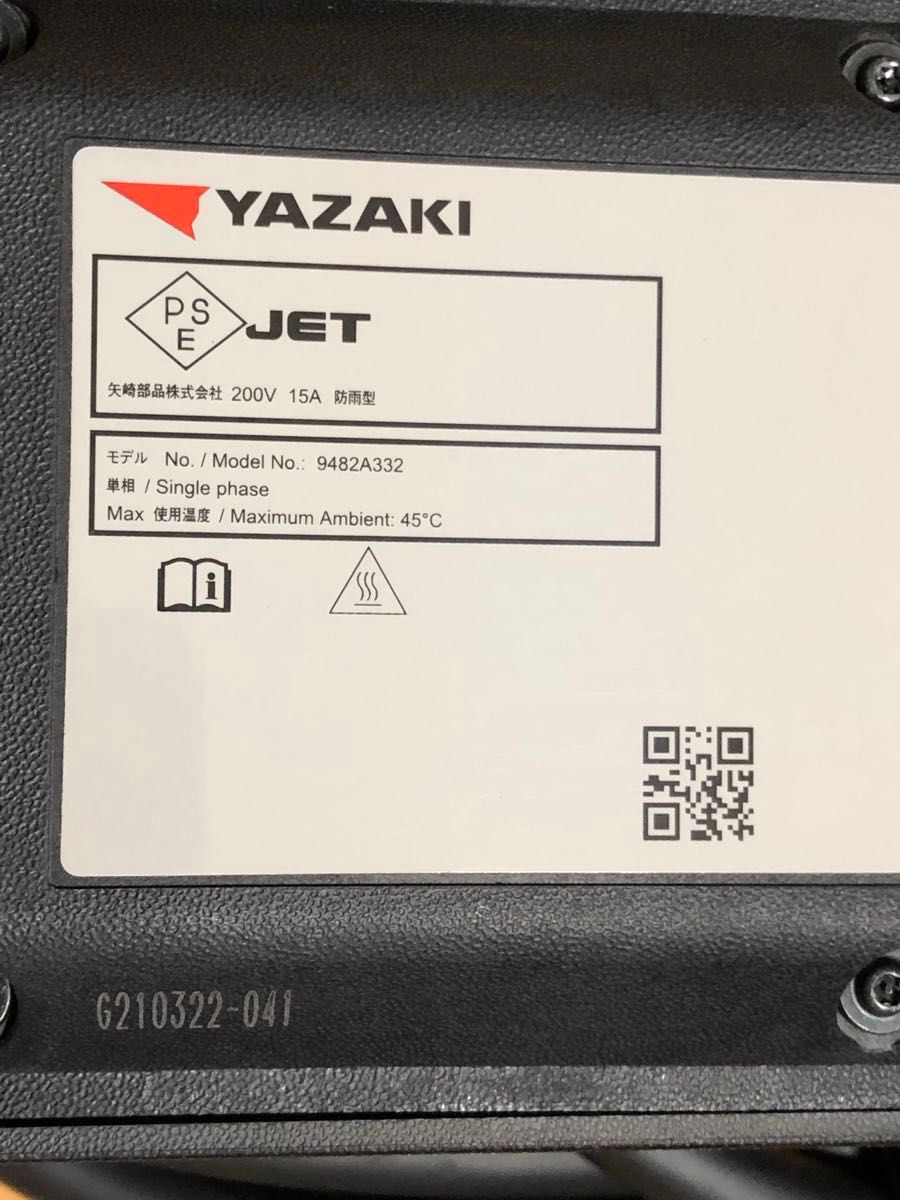 YAZAKI
PS
E
JET
矢崎部品株式会社 200V 15A 防雨型
モデル No. / Model No.: 9482A332
単相 / Single phase
Max 使用温度 / Maximum Ambient: 45°C
i
G210322-041